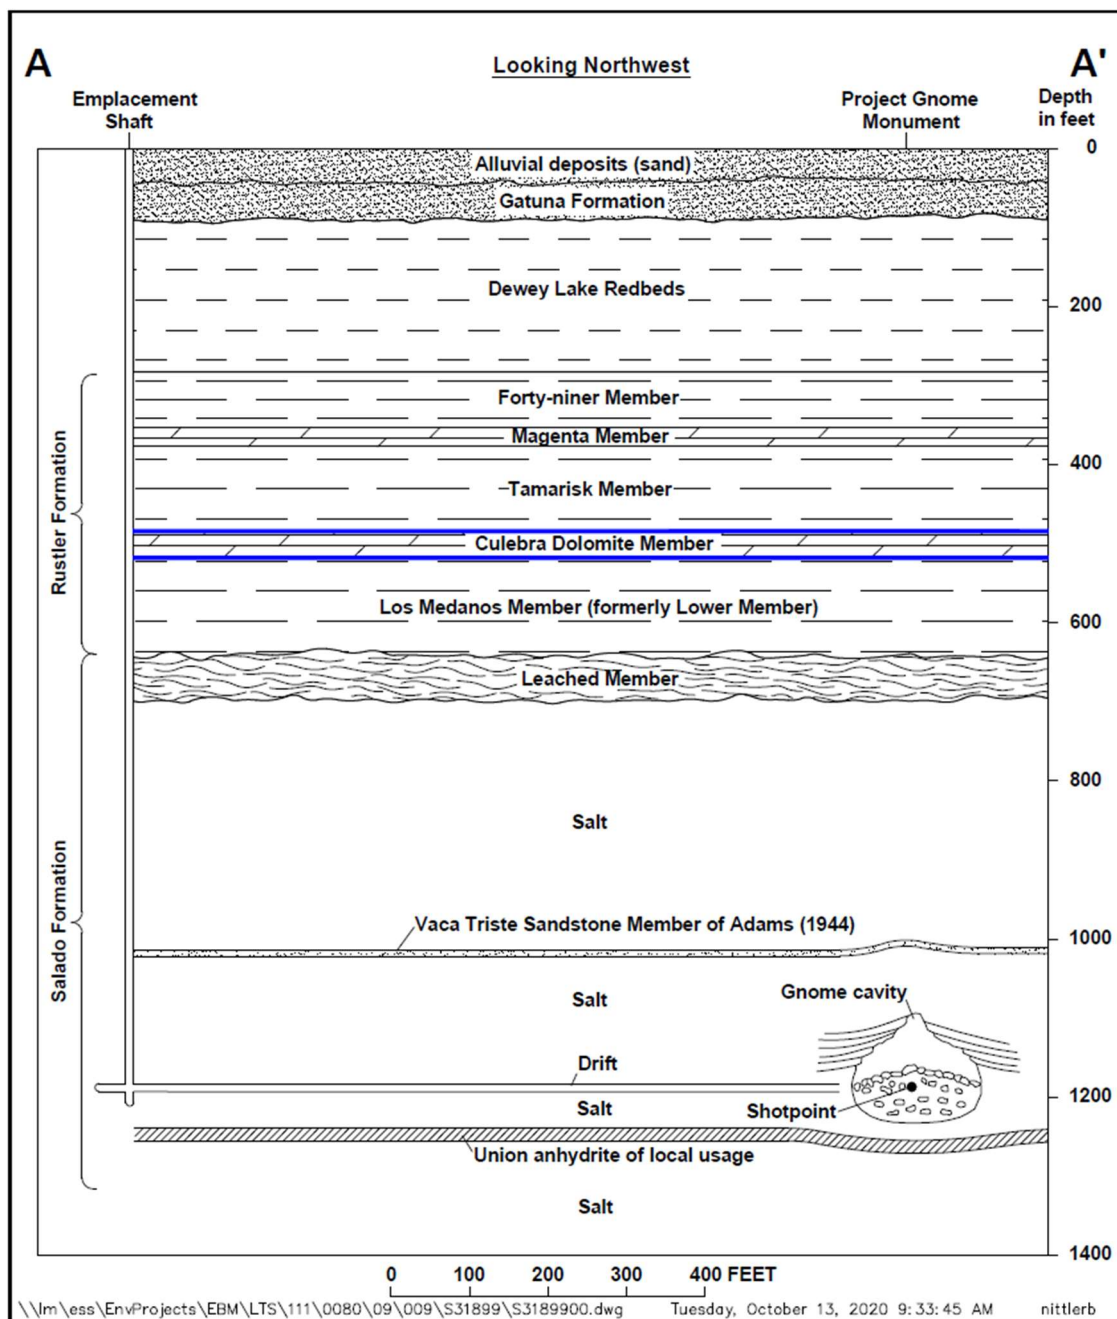 A
Looking Northwest
A'
Emplacement
Shaft
Project Gnome
Monument
Depth
in feet
0
Alluvial deposits (sand)
Gatuna Formation
Dewey Lake Redbeds
200
Rustler Formation
Forty-niner Member
Magenta Member
400
Tamarisk Member
Culebra Dolomite Member
Los Medanos Member (formerly Lower Member)
600
Leached Member
800
Salt
Salado Formation
Vaca Triste Sandstone Member of Adams (1944)
1000
Gnome cavity
Salt
Drift
1200
Salt
Shotpoint
Union anhydrite of local usage
Salt
1400
0 100 200 300 400 FEET
\\lm\ess\EnvProjects\EBM\LTS\111\0080\09\009\S31899\S3189900.dwg Tuesday, October 13, 2020 9:33:45 AM nittlerb